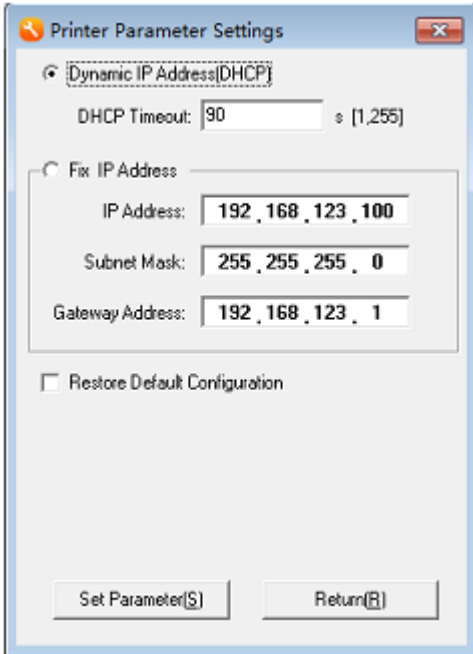 Printer Parameter Settings
Dynamic IP Address(DHCP)
DHCP Timeout: 90 s [1,255]
Fix IP Address
IP Address: 192 . 168 . 123 . 100
Subnet Mask: 255 . 255 . 255 . 0
Gateway Address: 192 . 168 . 123 . 1
Restore Default Configuration
Set Parameter(S) Return(R)